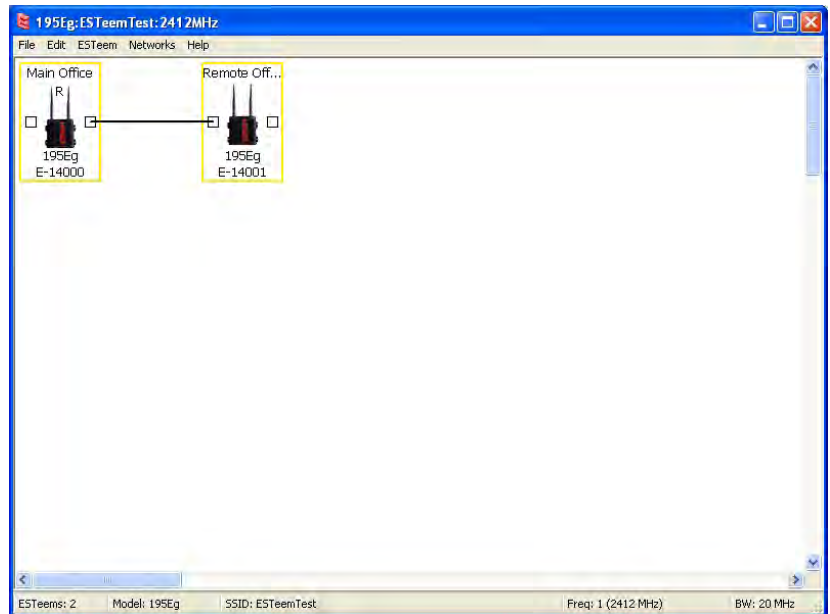 195Eg:ESTeemTest:2412MHz
File Edit ESTeem Networks Help
Main Office
R
195Eg
E-14000
Remote Off...
195Eg
E-14001
ESTeems: 2 Model: 195Eg SSID: ESTeemTest Freq: 1 (2412 MHz) BW: 20 MHz